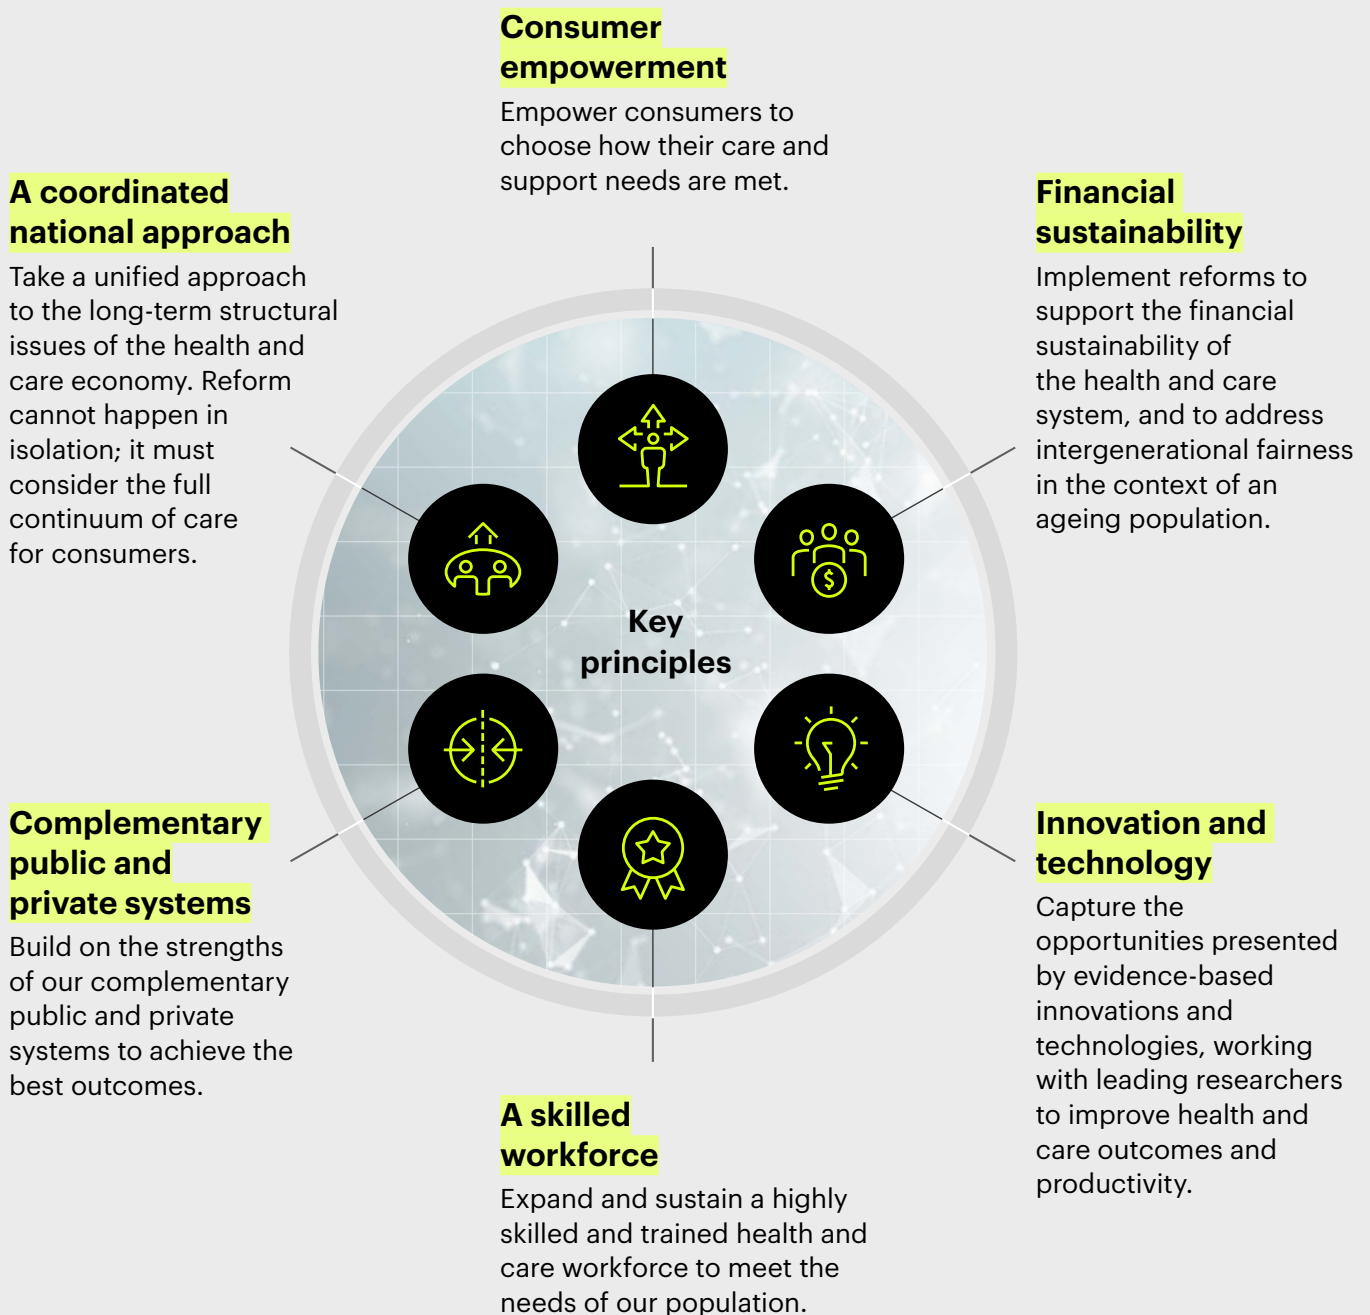 Consumer
empowerment
Empower consumers to
choose how their care and
support needs are met.
A coordinated
national approach
Take a unified approach
to the long-term structural
issues of the health and
care economy. Reform
cannot happen in
isolation; it must
consider the full
continuum of care
for consumers.
Financial
sustainability
Implement reforms to
support the financial
sustainability of
the health and care
system, and to address
intergenerational fairness
in the context of an
ageing population.
Key
principles
$
Complementary
public and
private systems
Build on the strengths
of our complementary
public and private
systems to achieve the
best outcomes.
Innovation and
technology
Capture the
opportunities presented
by evidence-based
innovations and
technologies, working
with leading researchers
to improve health and
care outcomes and
productivity.
A skilled
workforce
Expand and sustain a highly
skilled and trained health and
care workforce to meet the
needs of our population.